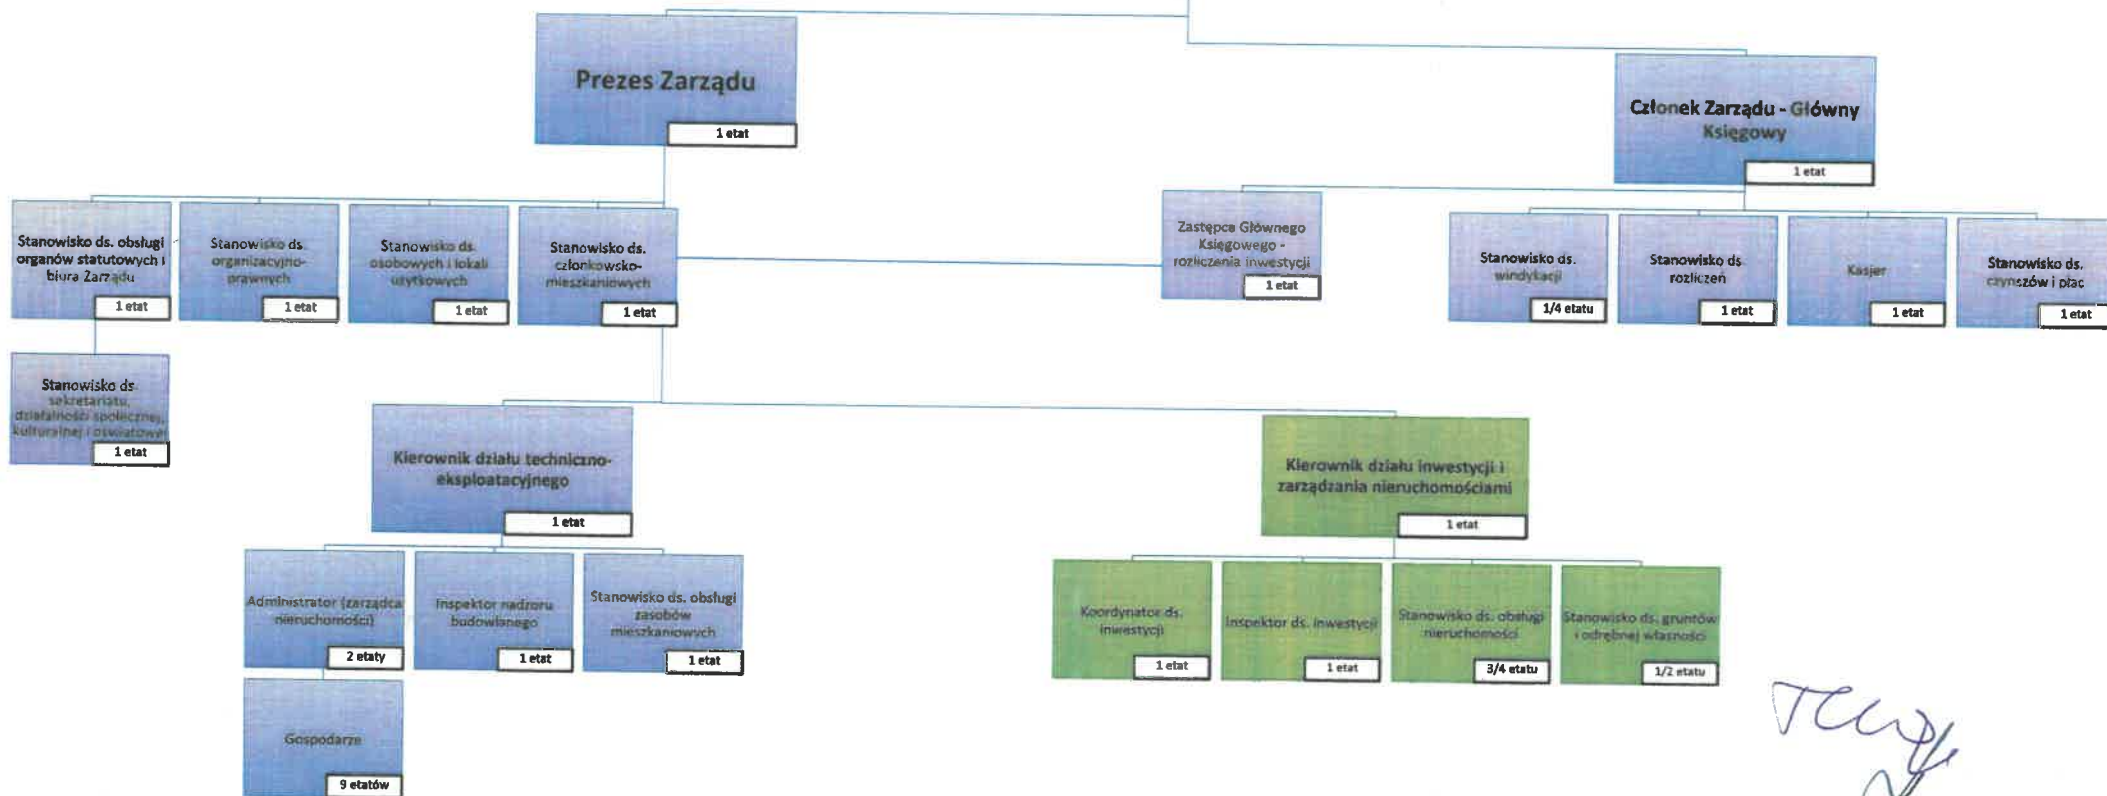 Prezes Zarządu
1 etat
Członek Zarządu - Główny
Księgowy
1 etat
Stanowisko ds. obsługi
organów statutowych i
biura Zarządu
1 etat
Stanowisko ds.
organizacyjno-
prawnych
1 etat
Stanowisko ds.
osobowych i lokali
użytkowych
1 etat
Stanowisko ds.
członkowsko-
mieszkaniowych
1 etat
Zastępca Głównego
Księgowego -
rozliczenia inwestycji
1 etat
Stanowisko ds.
windykacji
1/4 etatu
Stanowisko ds
rozliczeń
1 etat
Kasjer
1 etat
Stanowisko ds.
czynszów i płac
1 etat
Stanowisko ds
sekretariatu,
działalności społecznej,
kulturalnej i oświatowej
1 etat
Kierownik działu techniczno-
eksploatacyjnego
1 etat
Kierownik działu inwestycji i
zarządzania nieruchomościami
1 etat
Administrator (zarządca
nieruchomości)
2 etaty
Inspektor nadzoru
budowlanego
1 etat
Stanowisko ds. obsługi
zasobów
mieszkaniowych
1 etat
Koordynator ds.
inwestycji
1 etat
Inspektor ds. inwestycji
1 etat
Stanowisko ds. obsługi
nieruchomości
3/4 etatu
Stanowisko ds. gruntów
i odrębnej własności
1/2 etatu
Gospodarze
9 etatów